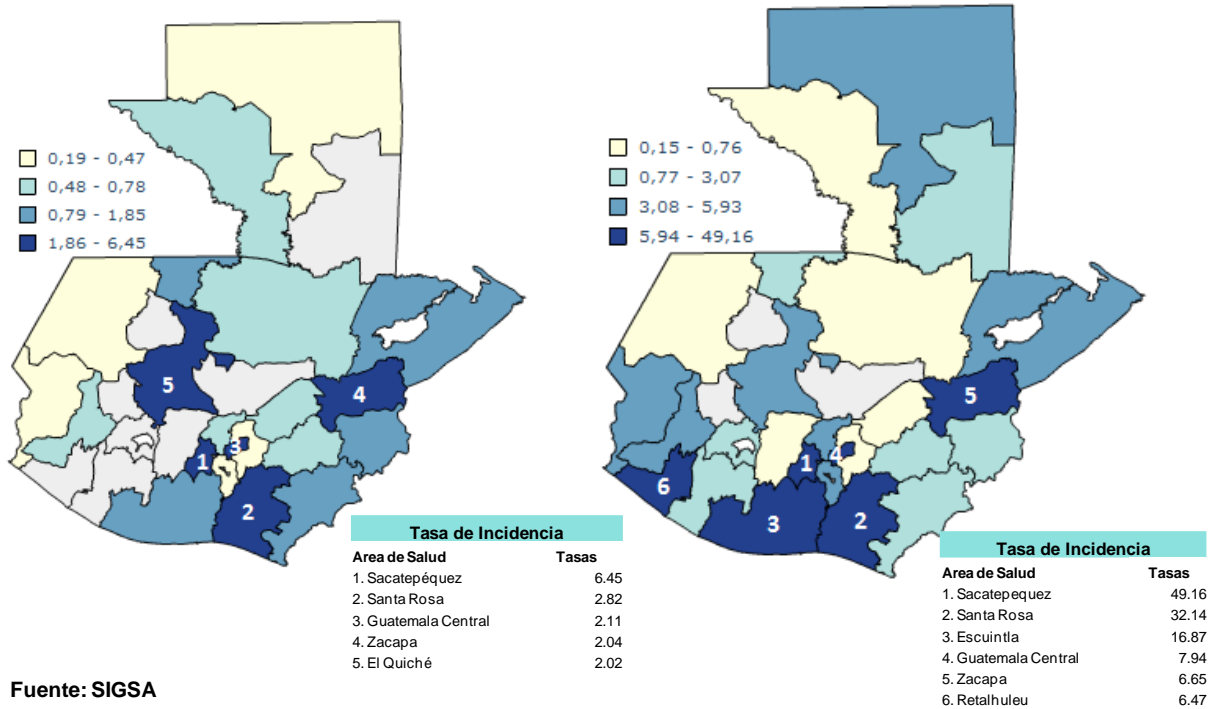 0,19 - 0,47
0,48 - 0,78
0,79 - 1,85
1,86 - 6,45
5
4
3
1
2
Tasa de Incidencia
Area de Salud Tasas
1. Sacatepéquez 6.45
2. Santa Rosa 2.82
3. Guatemala Central 2.11
4. Zacapa 2.04
5. El Quiché 2.02
0,15 - 0,76
0,77 - 3,07
3,08 - 5,93
5,94 - 49,16
5
4
1
6
3
2
Tasa de Incidencia
Area de Salud Tasas
1. Sacatepequez 49.16
2. Santa Rosa 32.14
3. Escuintla 16.87
4. Guatemala Central 7.94
5. Zacapa 6.65
6. Retalhuleu 6.47
Fuente: SIGSA